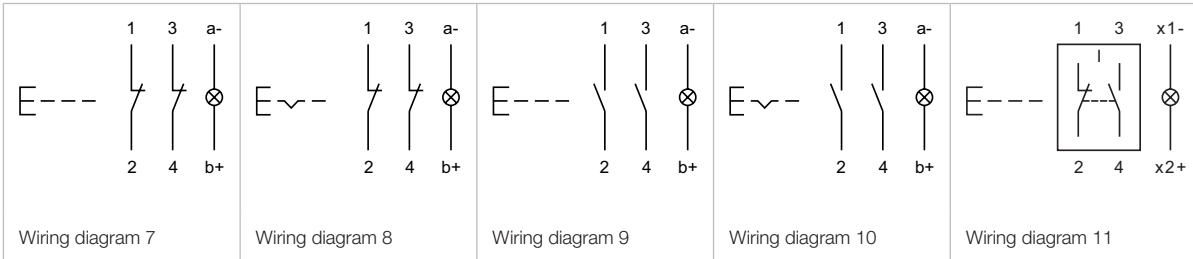 1 3 a-
2 4 b+
Wiring diagram 7
1 3 a-
2 4 b+
Wiring diagram 8
1 3 a-
2 4 b+
Wiring diagram 9
1 3 a-
2 4 b+
Wiring diagram 10
1 3 x1-
2 4 x2+
Wiring diagram 11